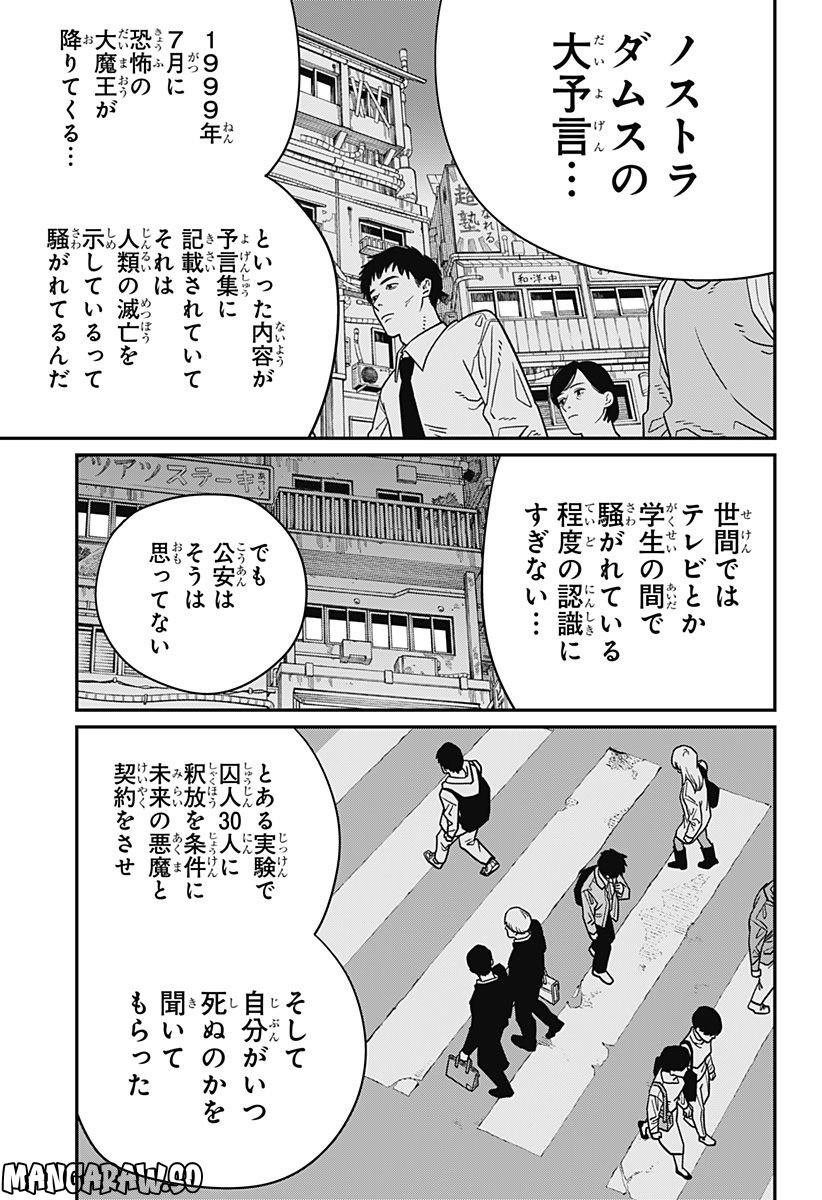 ノストラ
ダムスの
大予言…
1999年
7月に
恐怖の
大魔王が
降りてくる…
といった内容が
予言集に
記載されていて
それは
人類の滅亡を
示しているって
騒がれてるんだ
超
塾
なれる
和・洋・中
世間では
テレビとか
学生の間で
騒がれている
程度の認識に
すぎない…
ツアツステーキ
でも
公安は
そうは
思ってない
とある実験で
囚人30人に
釈放を条件に
未来の悪魔と
契約をさせ
そして
自分がいつ
死ぬのかを
聞いて
もらった
MANGARAW.SO